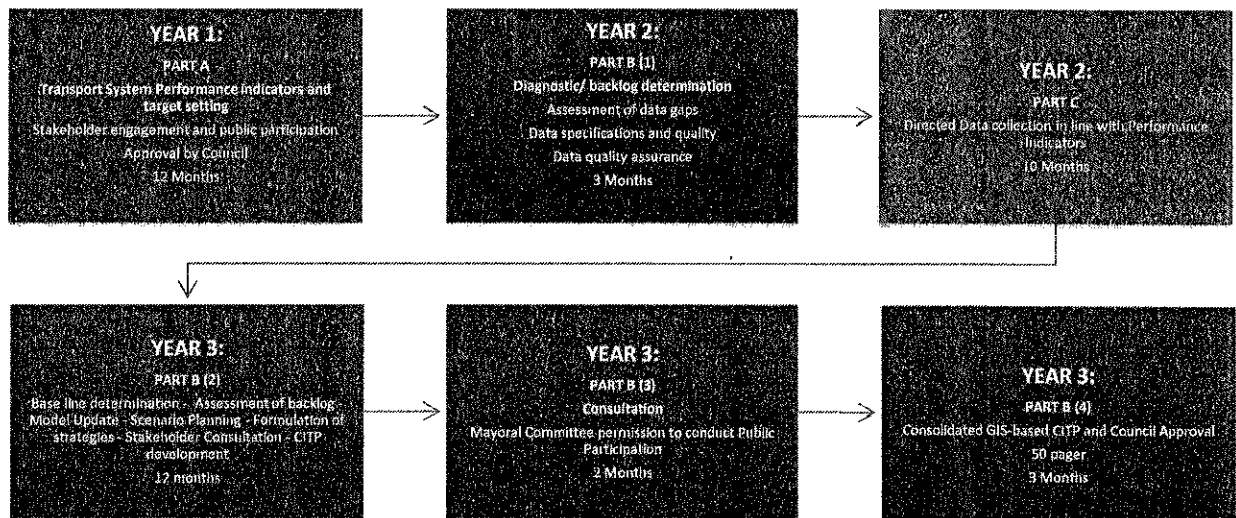 YEAR 1:
PART A
Transport System Performance indicators and
target setting
Stakeholder engagement and public participation
Approval by Council
12 Months
YEAR 2:
PART B (1)
Diagnostic/ backlog determination
Assessment of data gaps
Data specifications and quality
Data quality assurance
3 Months
YEAR 2:
PART C
Directed Data collection in line with Performance
Indicators
10 Months
YEAR 3:
PART B (2)
Base line determination - Assessment of backlog -
Model Update - Scenario Planning - Formulation of
strategies - Stakeholder Consultation - CITP
development
12 months
YEAR 3:
PART B (3)
Consultation
Mayoral Committee permission to conduct Public
Participation
2 Months
YEAR 3:
PART B (4)
Consolidated GIS-based CITP and Council Approval
50 pager
3 Months